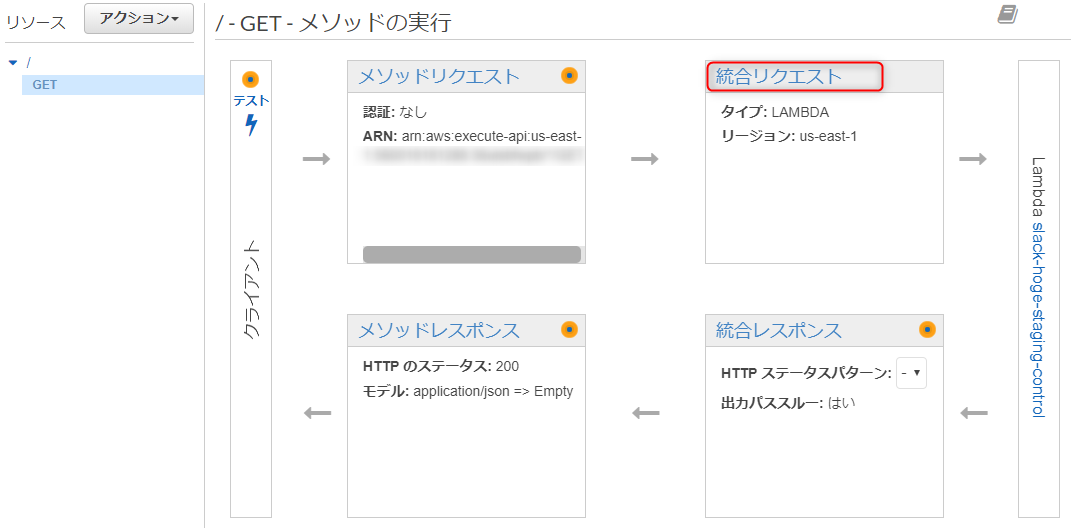 リソース
アクション
/ - GET - メソッドの実行
/
GET
テスト
クライアント
メソッドリクエスト
認証: なし
ARN: arn:aws:execute-api:us-east-
統合リクエスト
タイプ: LAMBDA
リージョン: us-east-1
Lambda slack-hoge-staging-control
メソッドレスポンス
HTTP のステータス: 200
モデル: application/json => Empty
統合レスポンス
HTTP ステータスパターン: -
出力パススルー: はい